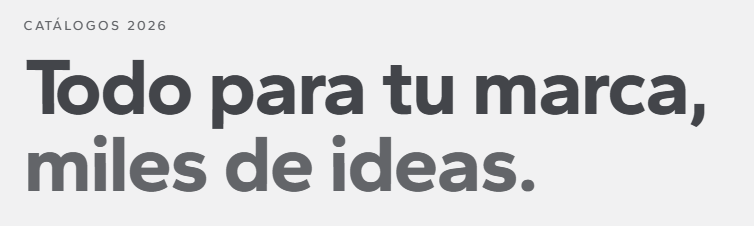 CATÁLOGOS 2026
Todo para tu marca,
miles de ideas.